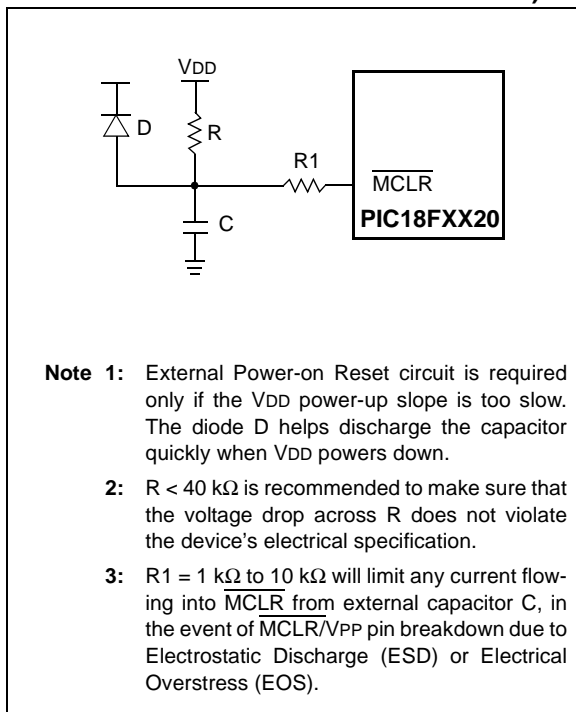 VDD
D
R
R1
MCLR
PIC18FXX20
C
Note 1: External Power-on Reset circuit is required
only if the VDD power-up slope is too slow.
The diode D helps discharge the capacitor
quickly when VDD powers down.
2: R < 40 kΩ is recommended to make sure that
the voltage drop across R does not violate
the device's electrical specification.
3: R1 = 1 kΩ to 10 kΩ will limit any current flow-
ing into MCLR from external capacitor C, in
the event of MCLR/VPP pin breakdown due to
Electrostatic Discharge (ESD) or Electrical
Overstress (EOS).